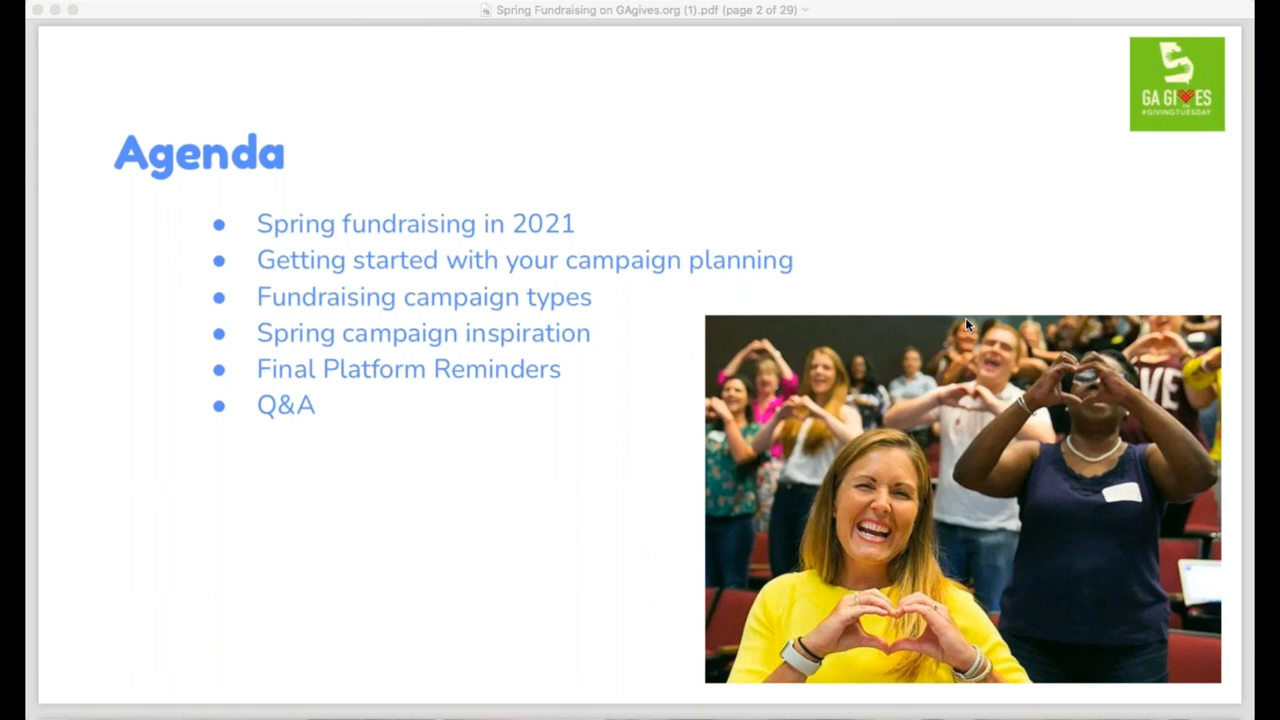 Spring Fundraising on GAgives.org (1).pdf (page 2 of 29)
GA GIVES
#GIVINGTUESDAY
Agenda
● Spring fundraising in 2021
● Getting started with your campaign planning
● Fundraising campaign types
● Spring campaign inspiration
● Final Platform Reminders
● Q&A